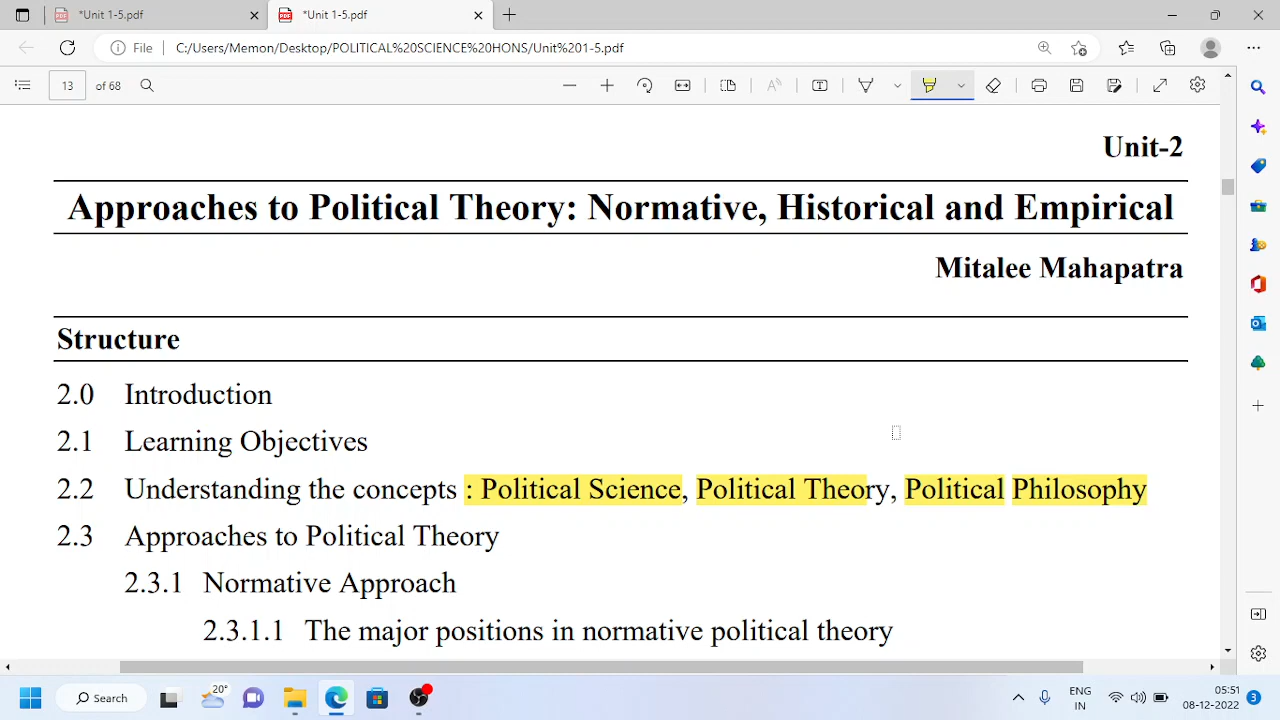 *Unit 1-5.pdf
*Unit 1-5.pdf
File
C:/Users/Memon/Desktop/POLITICAL%20SCIENCE%20HONS/Unit%201-5.pdf
13 of 68
Unit-2
Approaches to Political Theory: Normative, Historical and Empirical
Mitalee Mahapatra
Structure
2.0 Introduction
2.1 Learning Objectives
2.2 Understanding the concepts : Political Science, Political Theory, Political Philosophy
2.3 Approaches to Political Theory
2.3.1 Normative Approach
2.3.1.1 The major positions in normative political theory
Search
20°
ENG
IN
05:51
08-12-2022
3